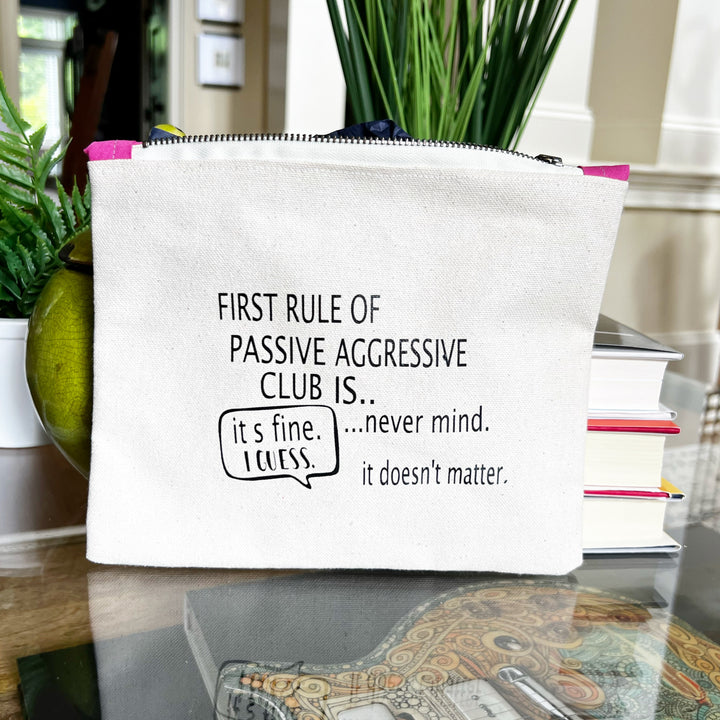 FIRST RULE OF
PASSIVE AGGRESSIVE
CLUB IS..
...never mind.
it s fine.
I GUESS.
it doesn't matter.